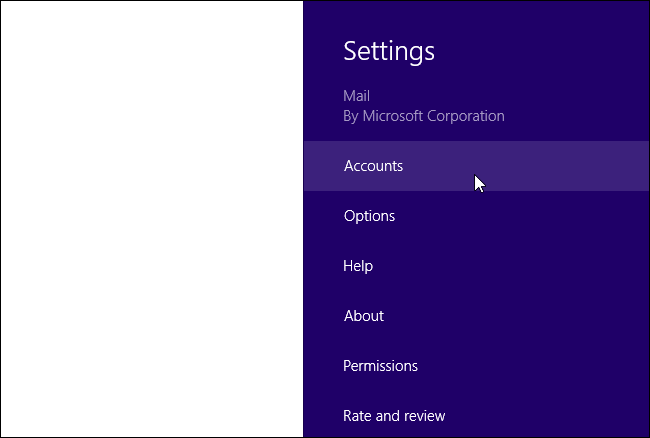 Settings
Mail
By Microsoft Corporation
Accounts
Options
Help
About
Permissions
Rate and review